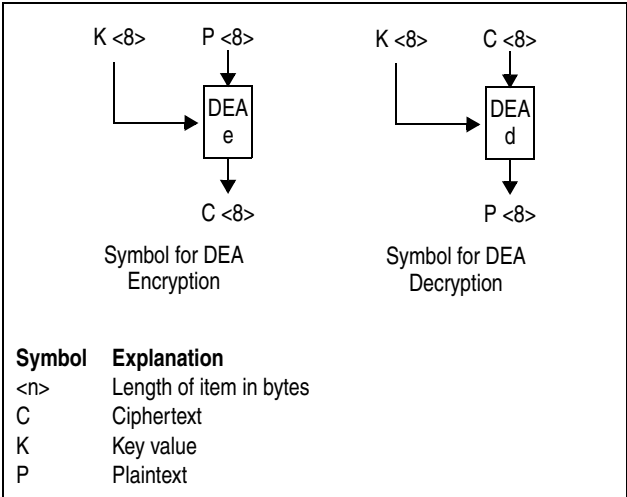 K <8> P <8> K <8> C <8>
DEA DEA
e d
C <8> P <8>
Symbol for DEA Symbol for DEA
Encryption Decryption
Symbol Explanation
<n> Length of item in bytes
C Ciphertext
K Key value
P Plaintext